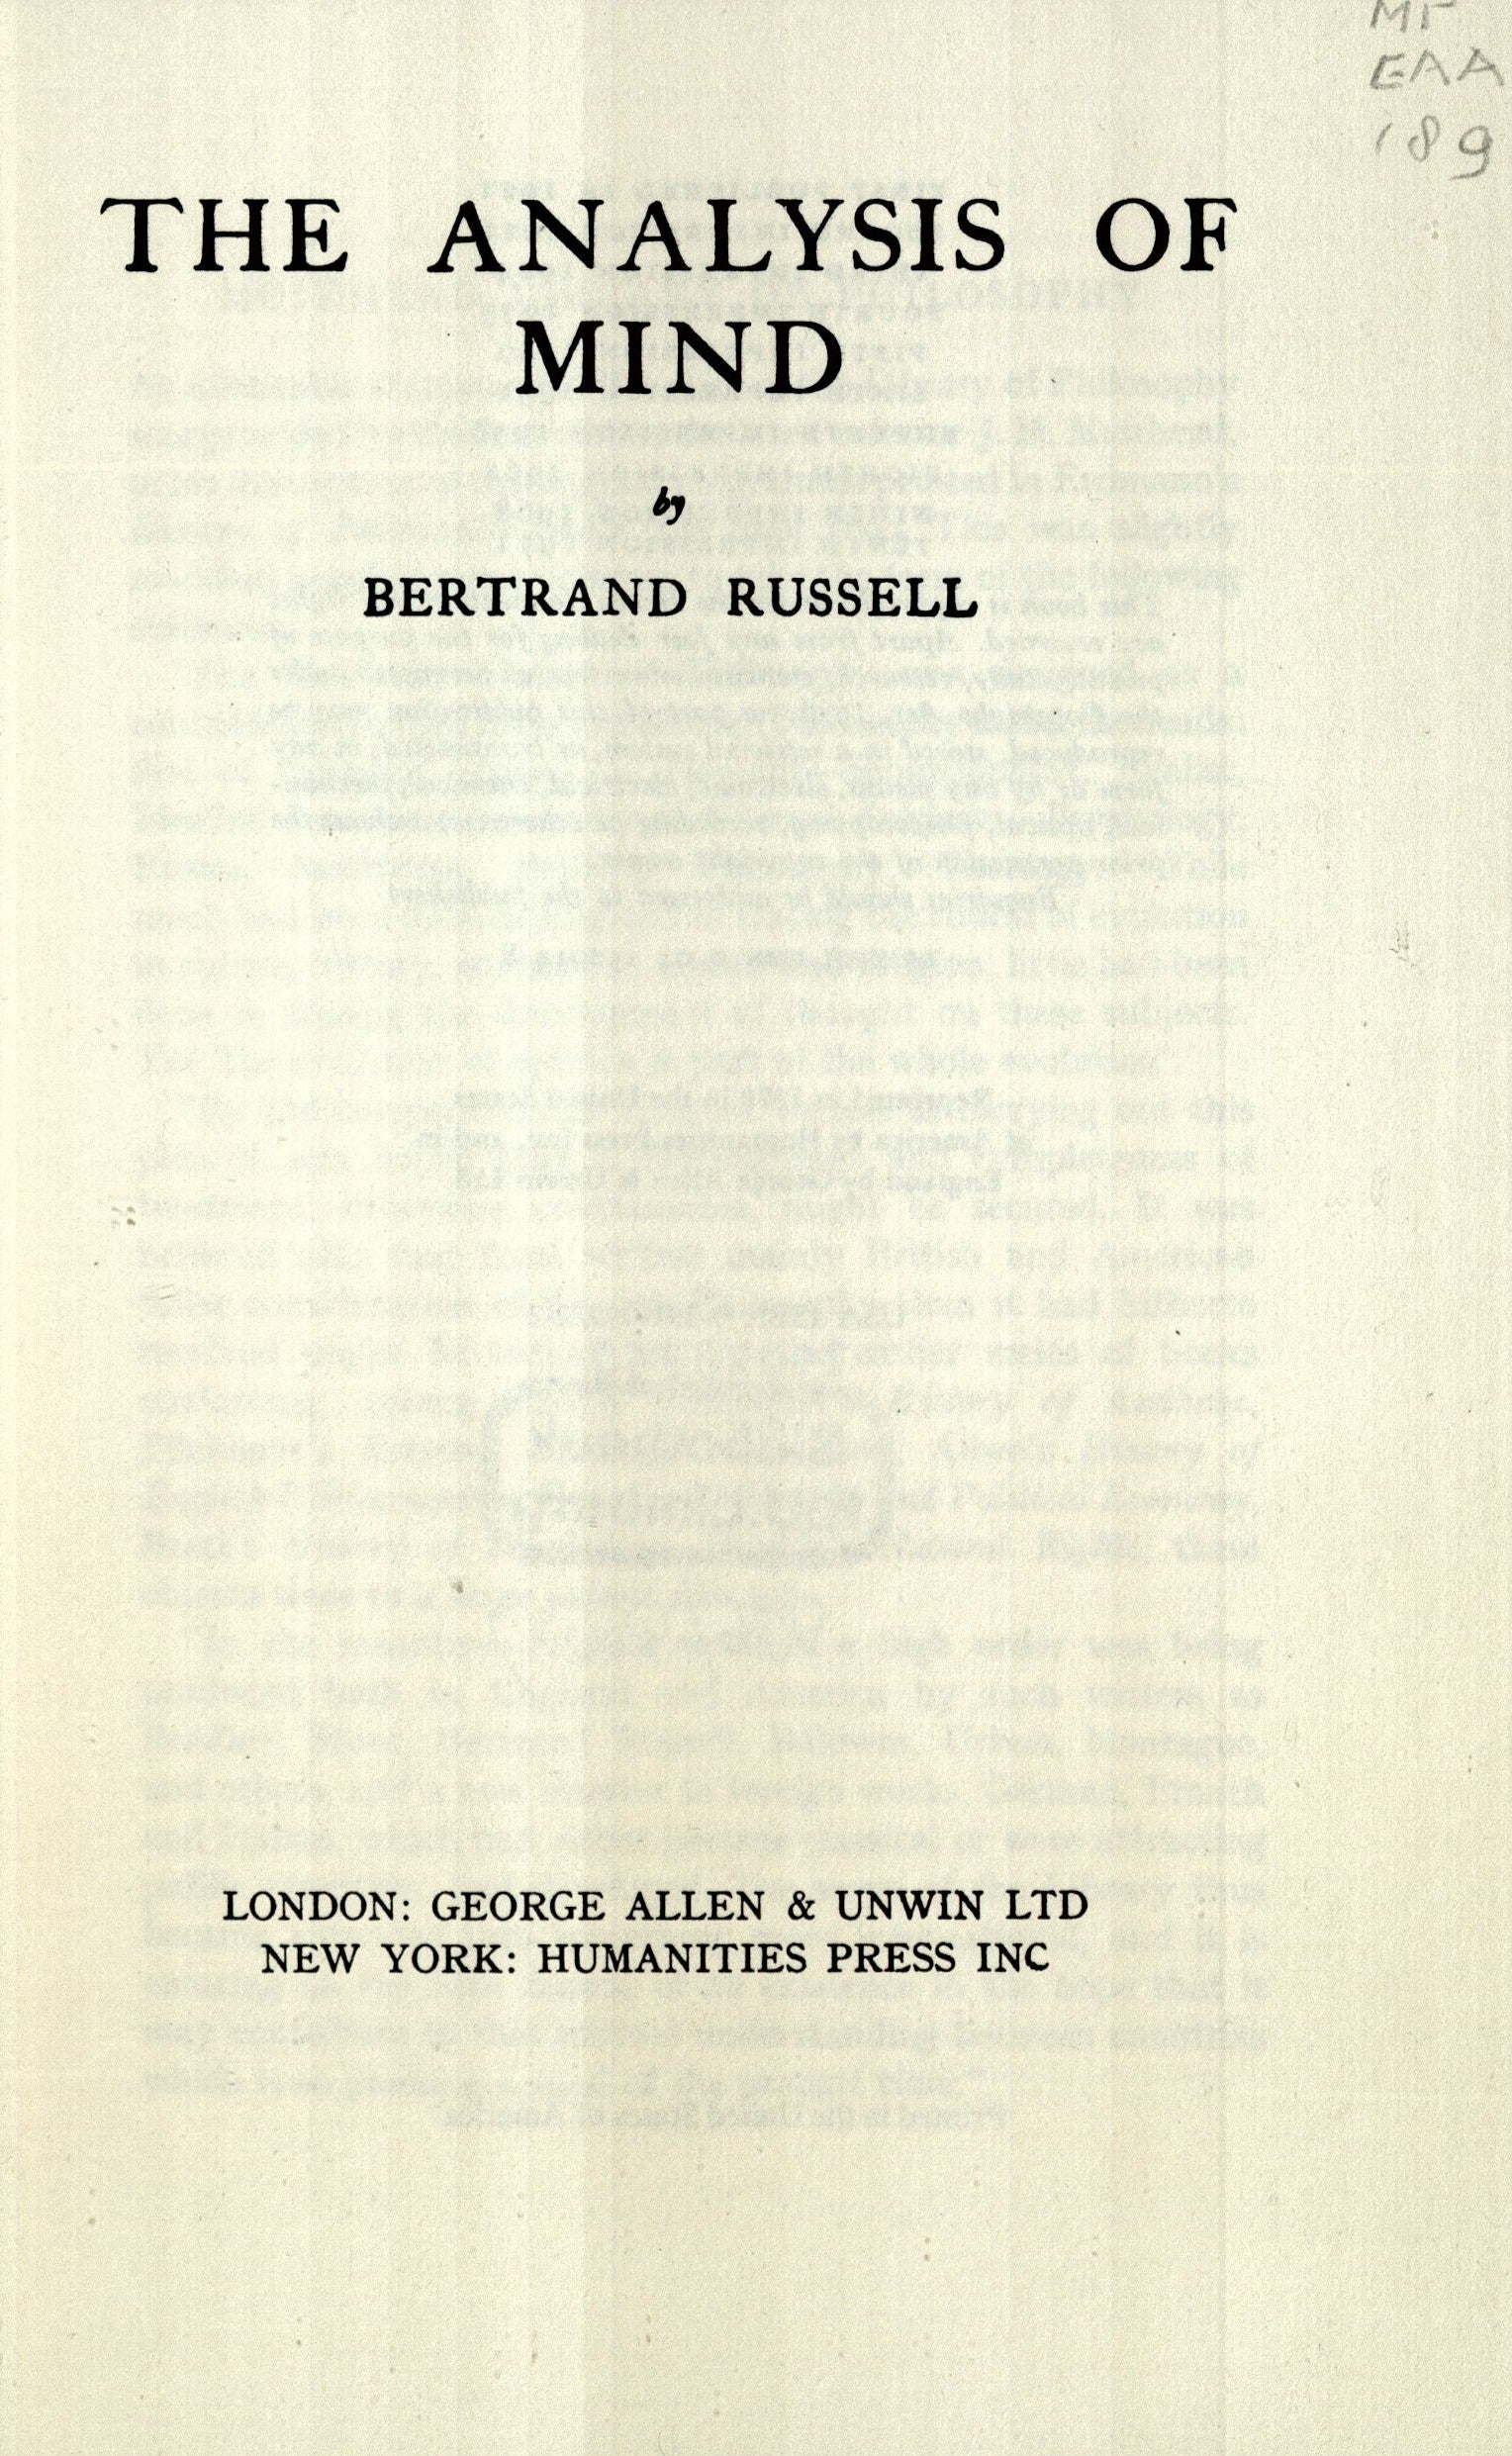 EAA
189
THE ANALYSIS OF
MIND
by
BERTRAND RUSSELL
LONDON: GEORGE ALLEN & UNWIN LTD
NEW YORK: HUMANITIES PRESS INC